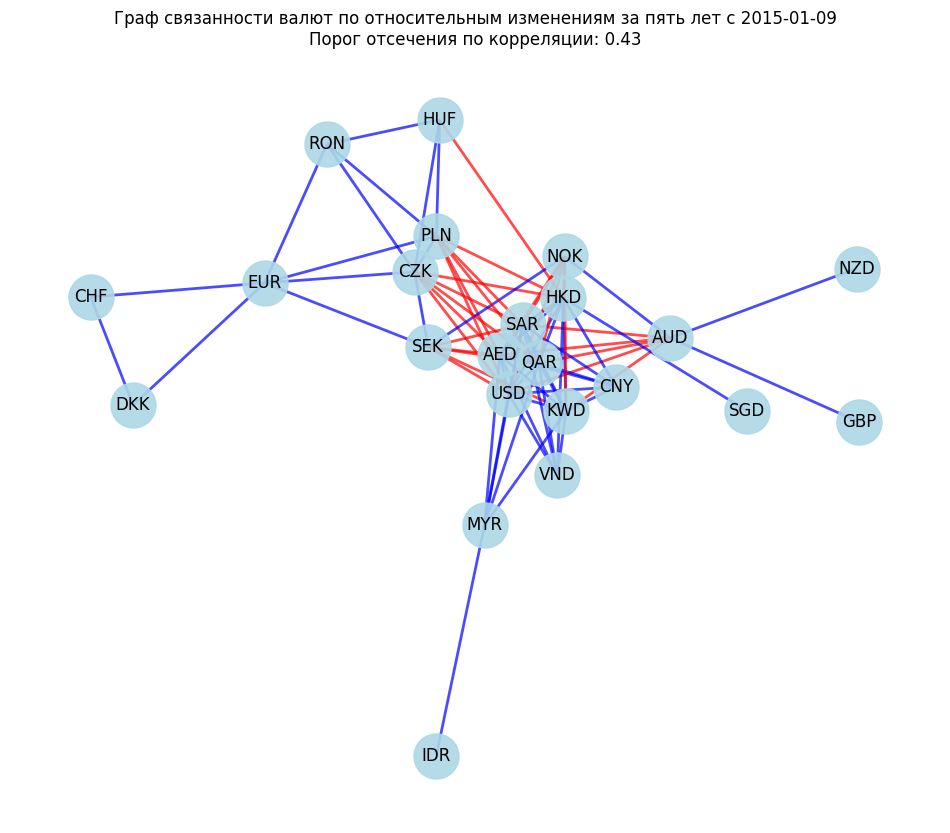 Граф связанности валют по относительным изменениям за пять лет с 2015-01-09
Порог отсечения по корреляции: 0.43
HUF
RON
PLN
NOK
NZD
CZK
EUR
CHF
HKD
SAR
AUD
SEK
AED
QAR
CNY
USD
DKK
KWD
SGD
GBP
VND
MYR
IDR